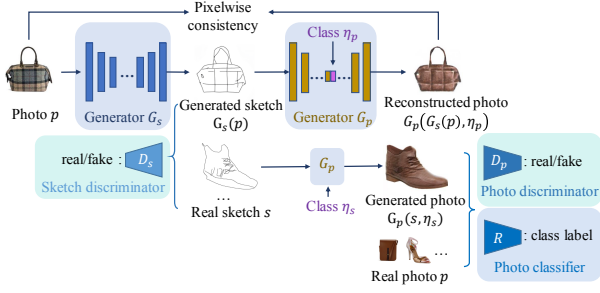 Pixelwise
consistency
Class ηp
Photo p
Generator Gs
Generated sketch
Gs(p)
Generator Gp
Reconstructed photo
Gp(Gs(p), ηp)
real/fake :
Ds
Sketch discriminator
Real sketch s
Gp
Class ηs
Generated photo
Gp(s, ηs)
Real photo p
...
Dp
: real/fake
Photo discriminator
R
: class label
Photo classifier